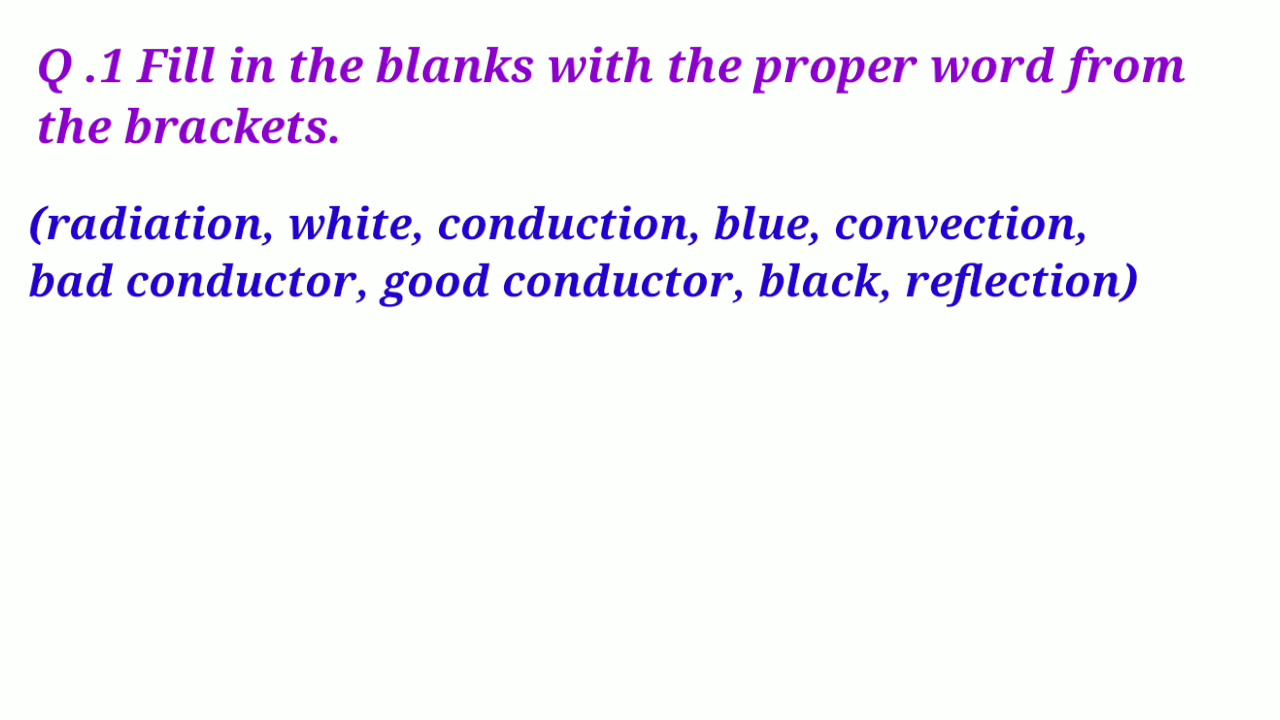 Q .1 Fill in the blanks with the proper word from
the brackets.
(radiation, white, conduction, blue, convection,
bad conductor, good conductor, black, reflection)